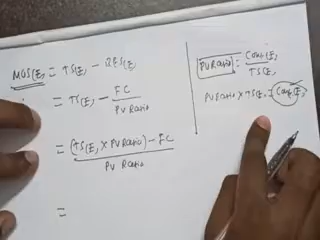 MOS(₹) = TS(₹) - BES(₹)
= TS(₹) - FC / PV Ratio
= (TS(₹) × PV Ratio) - FC / PV Ratio
=
PV Ratio = Cont(₹) / TS(₹)
PV Ratio × TS(₹) = Cont(₹)